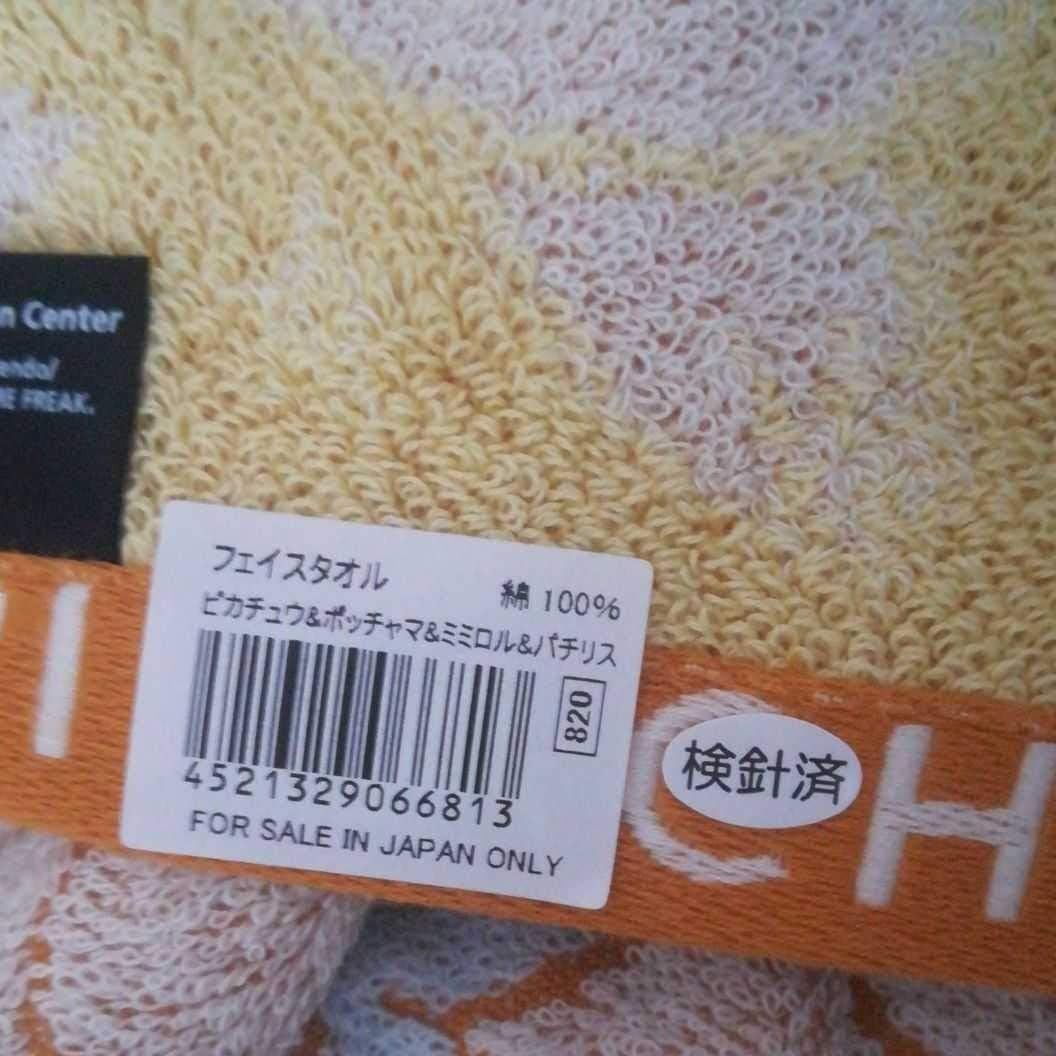 n Center
endo/
E FREAK.
フェイスタオル
綿 100%
ピカチュウ&ポッチャマ&ミミロル&パチリス
820
4521329066813
FOR SALE IN JAPAN ONLY
検針済
I CH